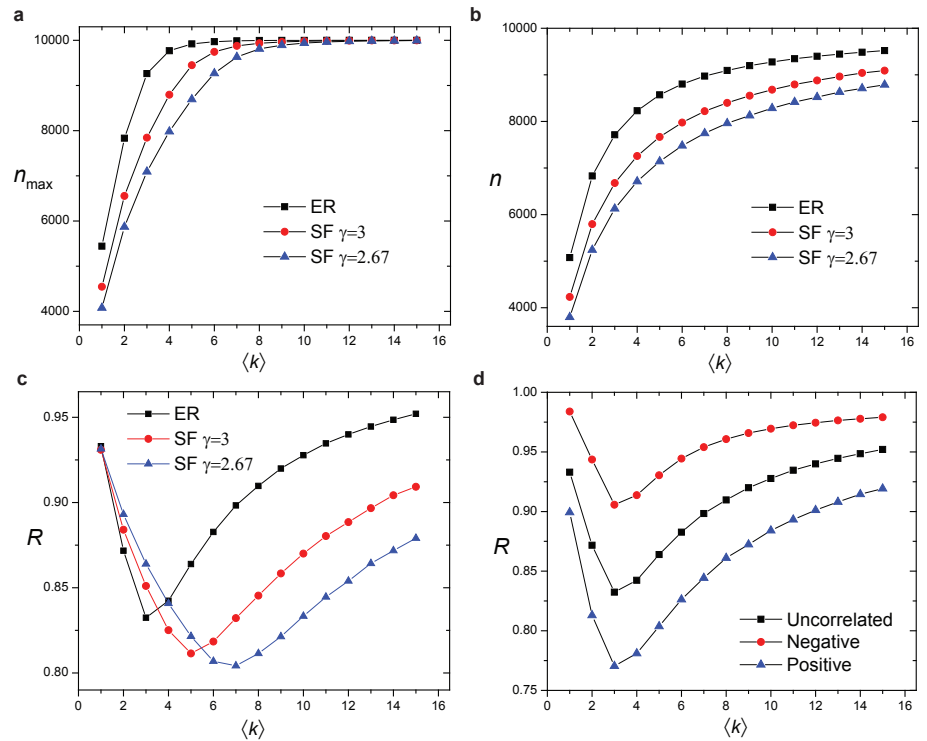 a
10000
8000
6000
4000
n_max
ER
SF γ=3
SF γ=2.67
0 2 4 6 8 10 12 14 16
⟨k⟩
b
10000
8000
6000
4000
n
ER
SF γ=3
SF γ=2.67
0 2 4 6 8 10 12 14 16
⟨k⟩
c
0.95
0.90
0.85
0.80
R
ER
SF γ=3
SF γ=2.67
0 2 4 6 8 10 12 14 16
⟨k⟩
d
1.00
0.95
0.90
0.85
0.80
0.75
R
Uncorrelated
Negative
Positive
0 2 4 6 8 10 12 14 16
⟨k⟩